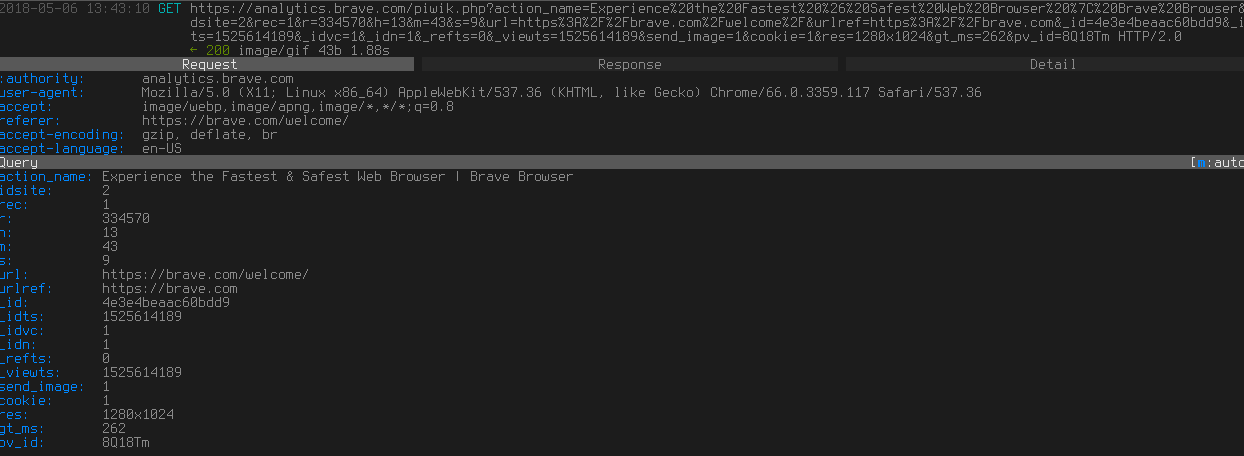 2018-05-06 13:43:10 GET https://analytics.brave.com/piwik.php?action_name=Experience%20the%20Fastest%20%26%20Safest%20Web%20Browser%20%7C%20Brave%20Browser&
dsite=2&rec=1&r=334570&h=13&m=43&s=9&url=https%3A%2F%2Fbrave.com%2Fwelcome%2F&urlref=https%3A%2F%2Fbrave.com&_id=4e3e4beaac60bdd9&_i
ts=1525614189&_idvc=1&_idn=1&_refts=0&_viewts=1525614189&send_image=1&cookie=1&res=1280x1024&gt_ms=262&pv_id=8Q18Tm HTTP/2.0
← 200 image/gif 43b 1.88s
Request Response Detail
:authority: analytics.brave.com
user-agent: Mozilla/5.0 (X11; Linux x86_64) AppleWebKit/537.36 (KHTML, like Gecko) Chrome/66.0.3359.117 Safari/537.36
accept: image/webp,image/apng,image/*,*/*;q=0.8
referer: https://brave.com/welcome/
accept-encoding: gzip, deflate, br
accept-language: en-US
Query [m:auto
action_name: Experience the Fastest & Safest Web Browser | Brave Browser
idsite: 2
rec: 1
r: 334570
h: 13
m: 43
s: 9
url: https://brave.com/welcome/
urlref: https://brave.com
_id: 4e3e4beaac60bdd9
_idts: 1525614189
_idvc: 1
_idn: 1
_refts: 0
_viewts: 1525614189
send_image: 1
cookie: 1
res: 1280x1024
gt_ms: 262
pv_id: 8Q18Tm